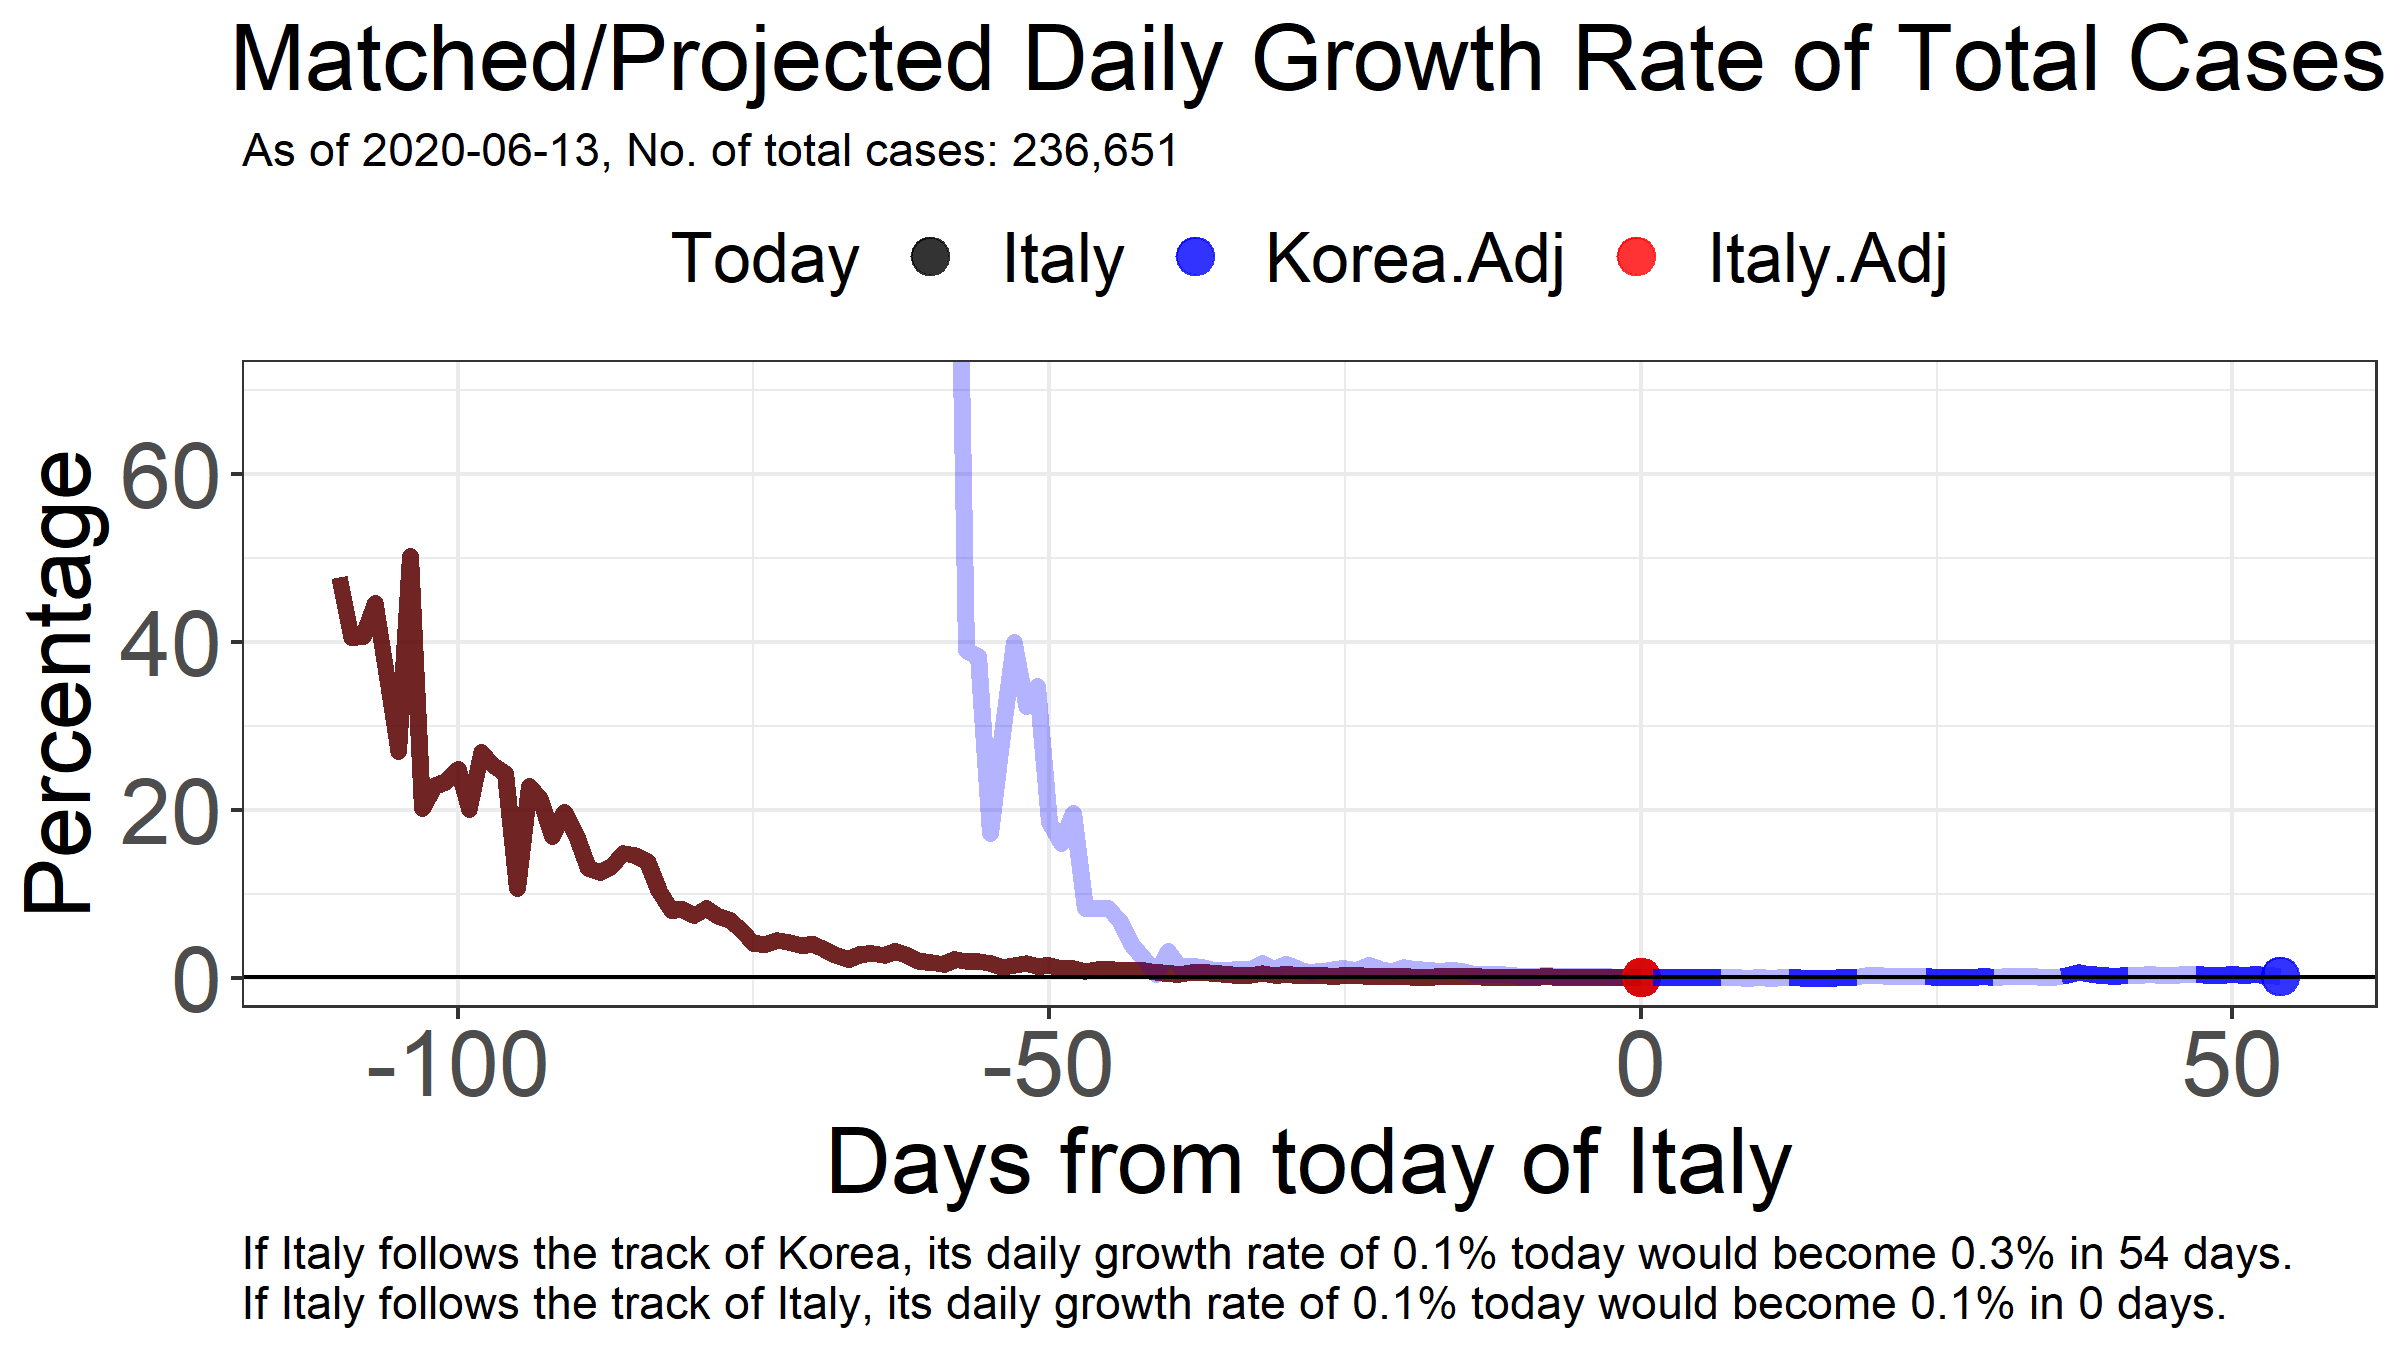 Matched/Projected Daily Growth Rate of Total Cases
As of 2020-06-13, No. of total cases: 236,651
Today Italy Korea.Adj Italy.Adj
Percentage
60
40
20
0
-100 -50 0 50
Days from today of Italy
If Italy follows the track of Korea, its daily growth rate of 0.1% today would become 0.3% in 54 days.
If Italy follows the track of Italy, its daily growth rate of 0.1% today would become 0.1% in 0 days.